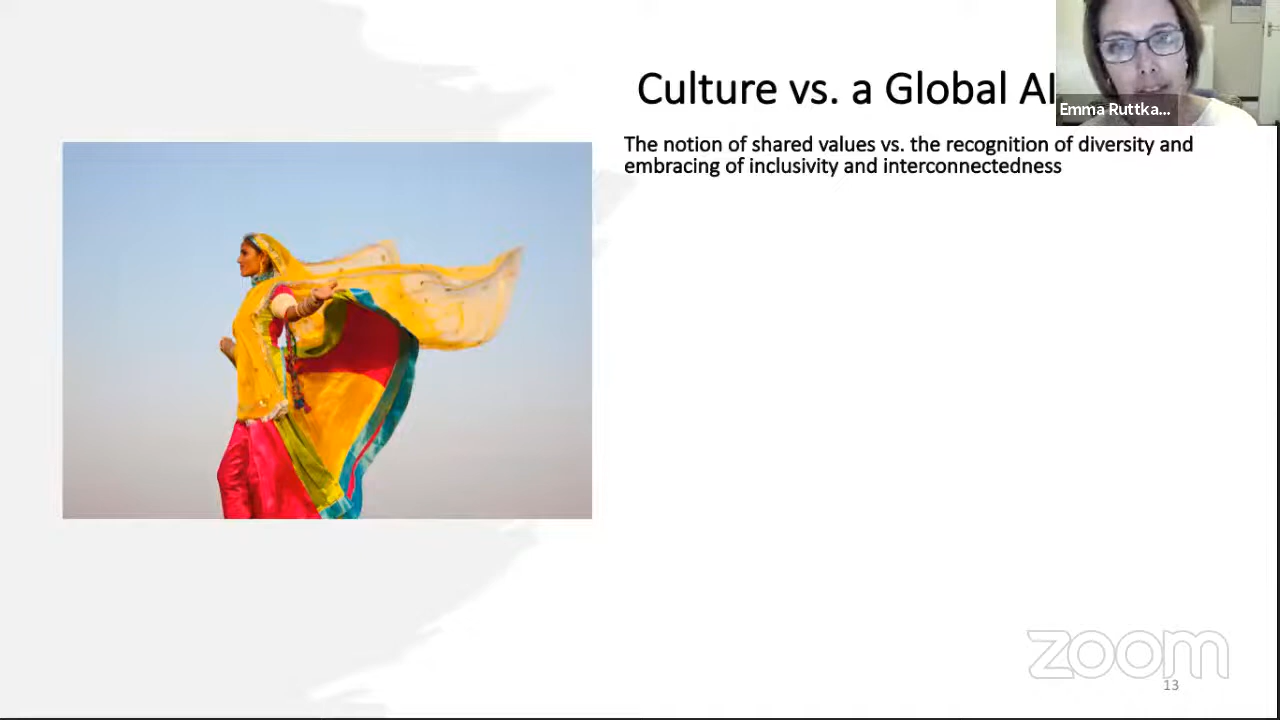 Culture vs. a Global AI
Emma Ruttka...
The notion of shared values vs. the recognition of diversity and
embracing of inclusivity and interconnectedness
zoom
13